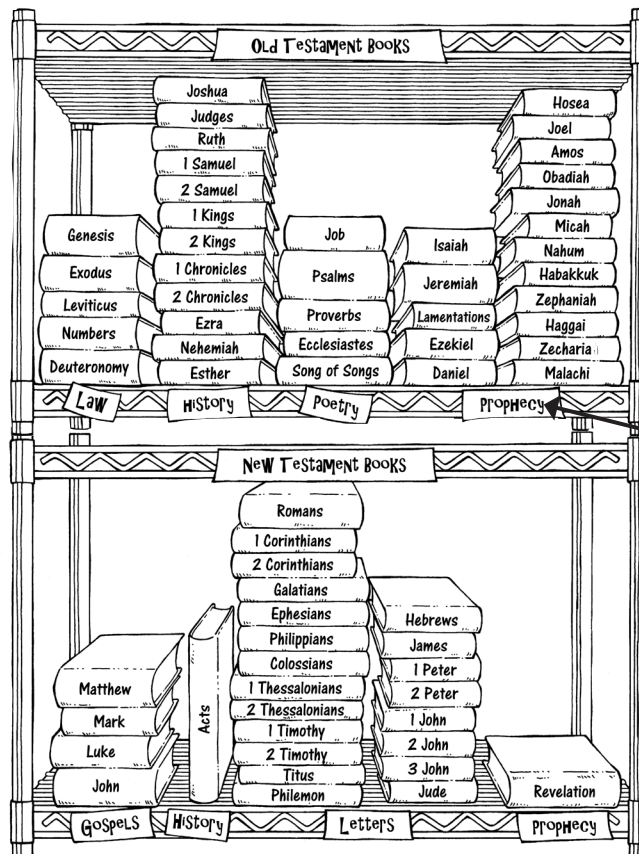 Old Testament Books
Genesis
Exodus
Leviticus
Numbers
Deuteronomy
Joshua
Judges
Ruth
1 Samuel
2 Samuel
1 Kings
2 Kings
1 Chronicles
2 Chronicles
Ezra
Nehemiah
Esther
Job
Psalms
Proverbs
Ecclesiastes
Song of Songs
Isaiah
Jeremiah
Lamentations
Ezekiel
Daniel
Hosea
Joel
Amos
Obadiah
Jonah
Micah
Nahum
Habakkuk
Zephaniah
Haggai
Zecharia
Malachi
Law
History
Poetry
Prophecy
New Testament Books
Matthew
Mark
Luke
John
Acts
Romans
1 Corinthians
2 Corinthians
Galatians
Ephesians
Philippians
Colossians
1 Thessalonians
2 Thessalonians
1 Timothy
2 Timothy
Titus
Philemon
Hebrews
James
1 Peter
2 Peter
1 John
2 John
3 John
Jude
Revelation
Gospels
History
Letters
Prophecy